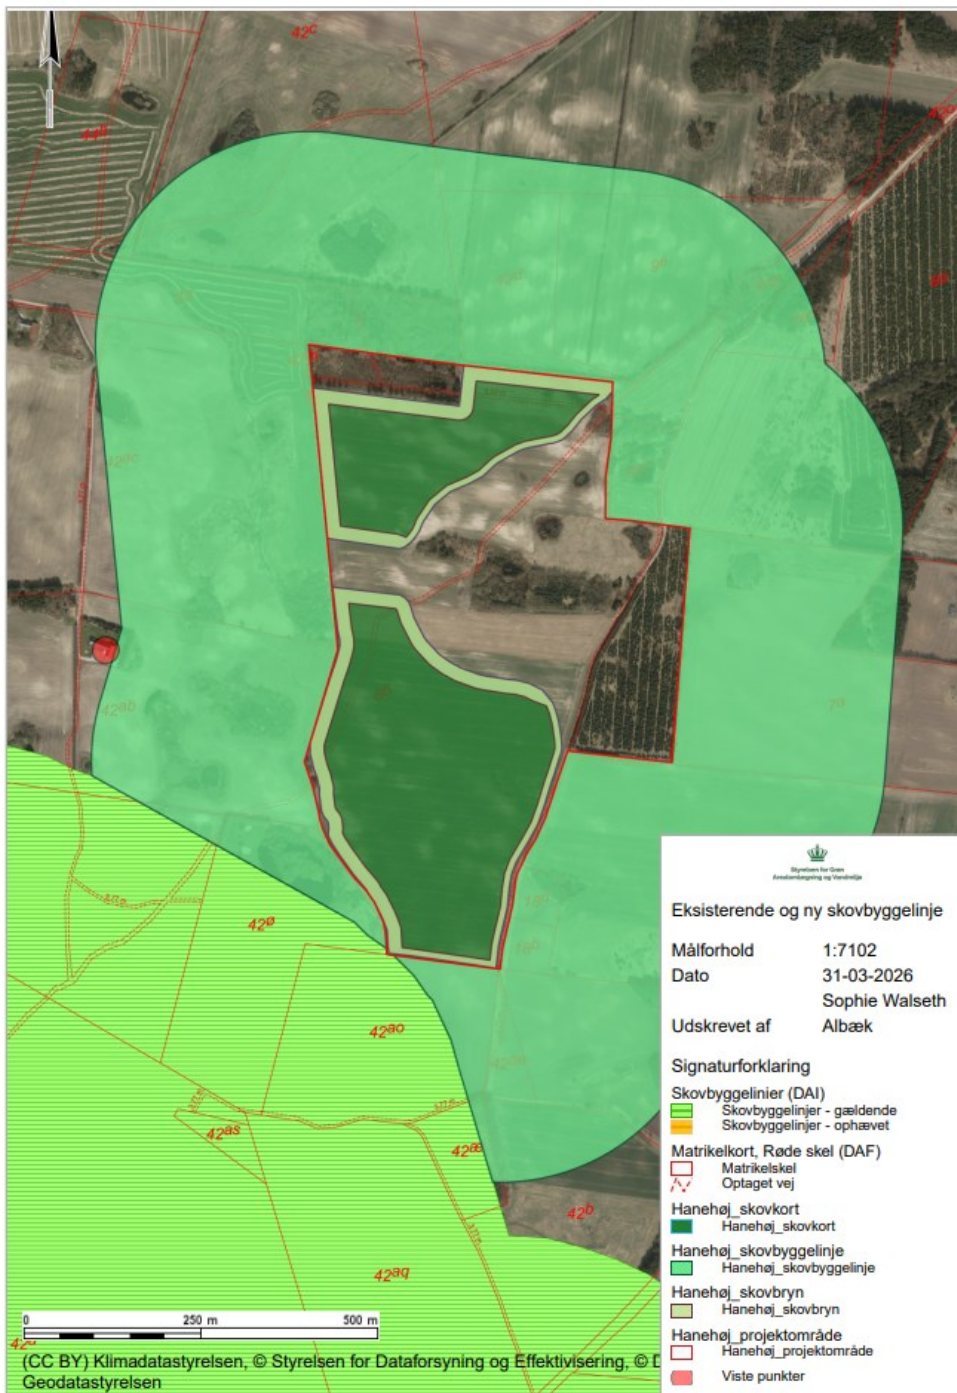 42c
42ø
42ao
42as
42æ
42b
42aq
42ab
0 250 m 500 m
(CC BY) Klimadatastyrelsen, © Styrelsen for Dataforsyning og Effektivisering, © D
Geodatastyrelsen
Styrelsen for Grøn
Arealomlægning og Vandmiljø
Eksisterende og ny skovbyggelinje
Målforhold 1:7102
Dato 31-03-2026
Sophie Walseth
Udskrevet af Albæk
Signaturforklaring
Skovbyggelinier (DAI)
Skovbyggelinjer - gældende
Skovbyggelinjer - ophævet
Matrikelkort, Røde skel (DAF)
Matrikelskel
Optaget vej
Hanehøj_skovkort
Hanehøj_skovkort
Hanehøj_skovbyggelinje
Hanehøj_skovbyggelinje
Hanehøj_skovbryn
Hanehøj_skovbryn
Hanehøj_projektområde
Hanehøj_projektområde
Viste punkter